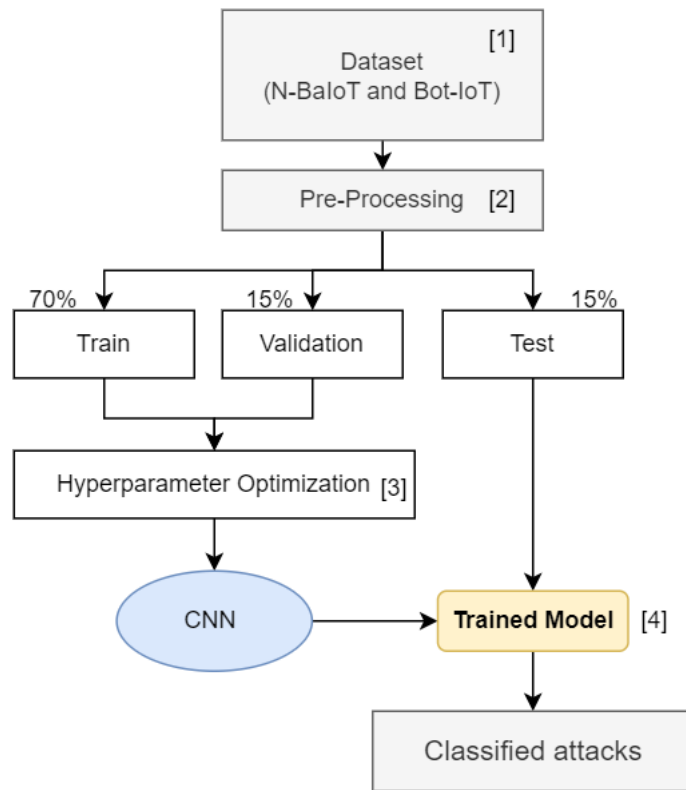 [1]
Dataset
(N-BaIoT and Bot-IoT)
Pre-Processing [2]
70% 15% 15%
Train Validation Test
Hyperparameter Optimization [3]
CNN Trained Model [4]
Classified attacks